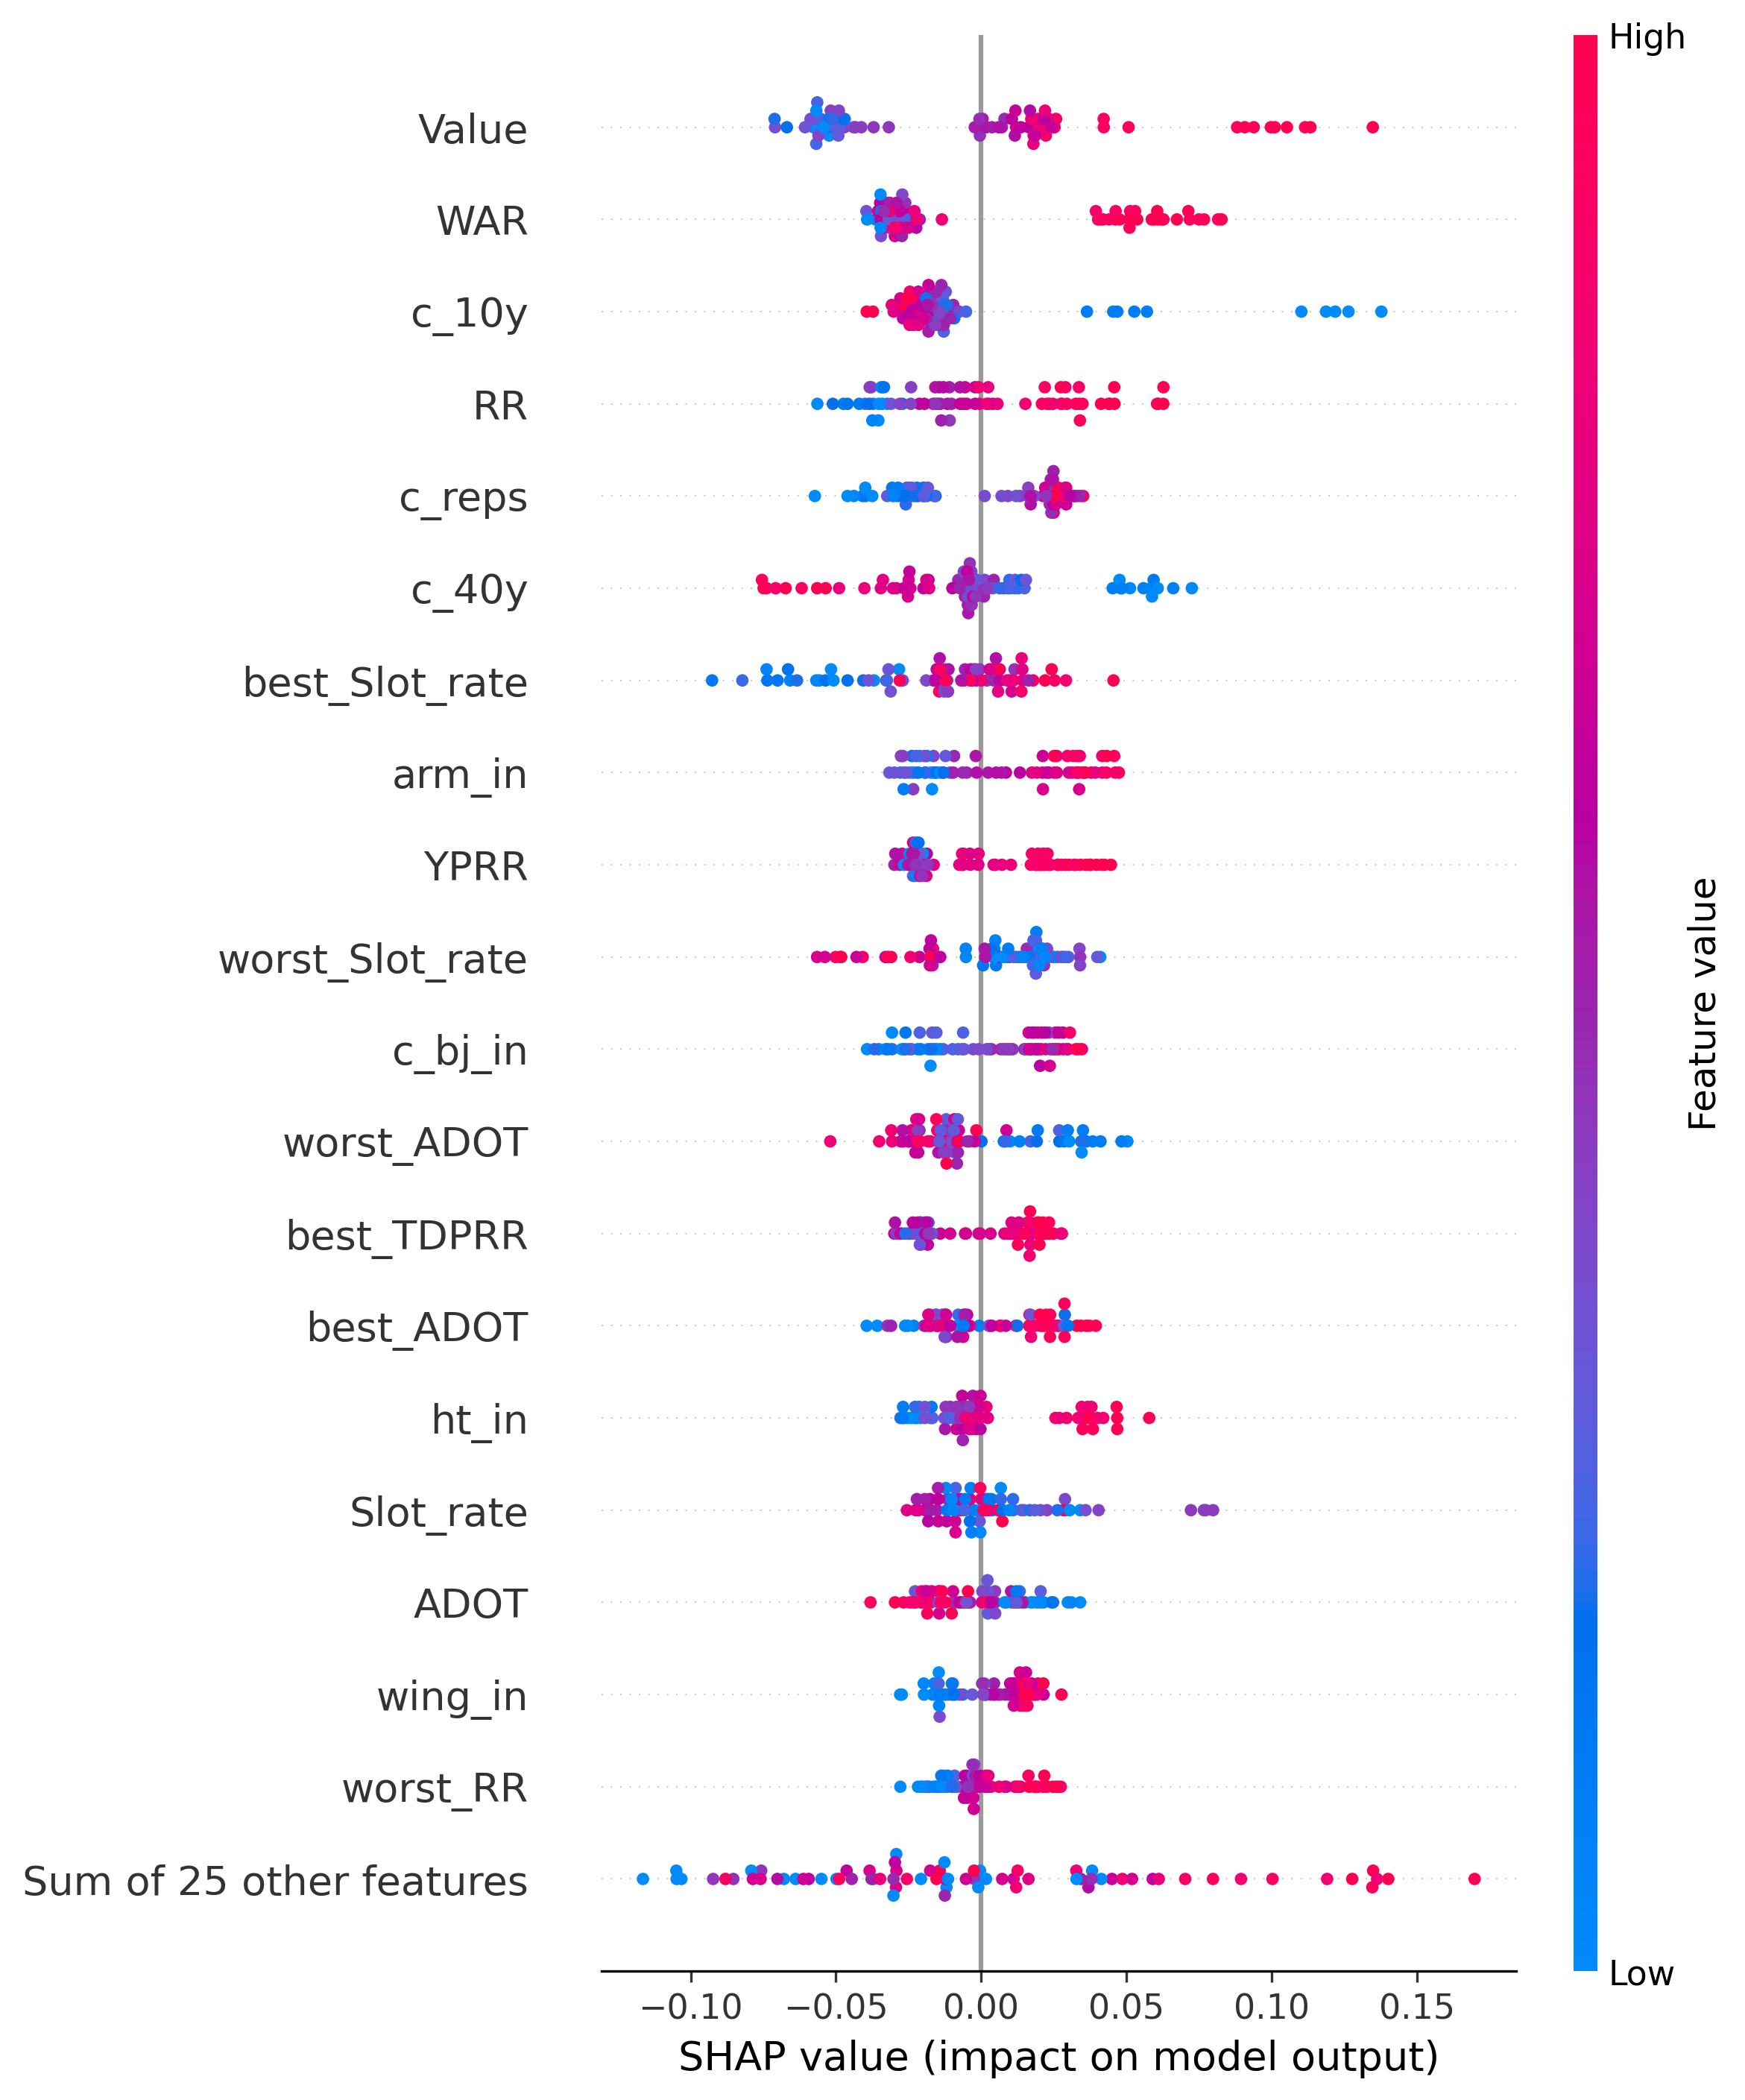 High
Value
WAR
c_10y
RR
c_reps
c_40y
best_Slot_rate
arm_in
YPRR
worst_Slot_rate
c_bj_in
worst_ADOT
best_TDPRR
best_ADOT
ht_in
Slot_rate
ADOT
wing_in
worst_RR
Sum of 25 other features
Feature value
Low
−0.10 −0.05 0.00 0.05 0.10 0.15
SHAP value (impact on model output)